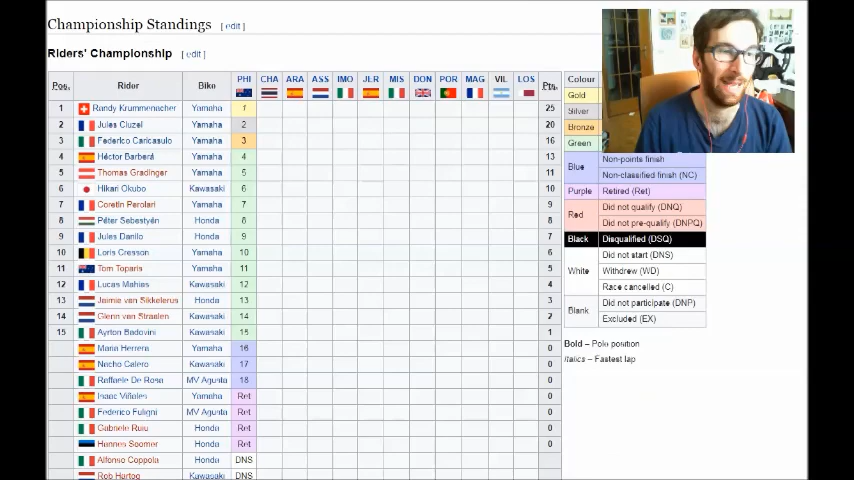 Championship Standings [ edit ]
Riders' Championship [ edit ]
Pos. Rider Bike PHI CHA ARA ASS IMO JER MIS DON POR MAG VIL LOS Pts.
1 Randy Krummenacher Yamaha 1 25
2 Jules Cluzel Yamaha 2 20
3 Federico Caricasulo Yamaha 3 16
4 Héctor Barberá Yamaha 4 13
5 Thomas Gradinger Yamaha 5 11
6 Hikari Okubo Kawasaki 6 10
7 Corentin Perolari Yamaha 7 9
8 Péter Sebestyén Honda 8 8
9 Jules Danilo Honda 9 7
10 Loris Cresson Yamaha 10 6
11 Tom Toparis Yamaha 11 5
12 Lucas Mahias Kawasaki 12 4
13 Jaimie van Sikkelerus Honda 13 3
14 Glenn van Straalen Kawasaki 14 2
15 Ayrton Badovini Kawasaki 15 1
Maria Herrera Yamaha 16 0
Nacho Calero Kawasaki 17 0
Raffaele De Rosa MV Agusta 18 0
Isaac Viñales Yamaha Ret 0
Federico Fuligni MV Agusta Ret 0
Gabriele Ruiu Honda Ret 0
Hannes Soomer Honda Ret 0
Alfonso Coppola Honda DNS
Rob Hartog Kawasaki DNS
Colour
Gold
Silver
Bronze
Green
Blue Non-points finish
Non-classified finish (NC)
Purple Retired (Ret)
Red Did not qualify (DNQ)
Did not pre-qualify (DNPQ)
Black Disqualified (DSQ)
White Did not start (DNS)
Withdrew (WD)
Race cancelled (C)
Blank Did not participate (DNP)
Excluded (EX)
Bold – Pole position
Italics – Fastest lap